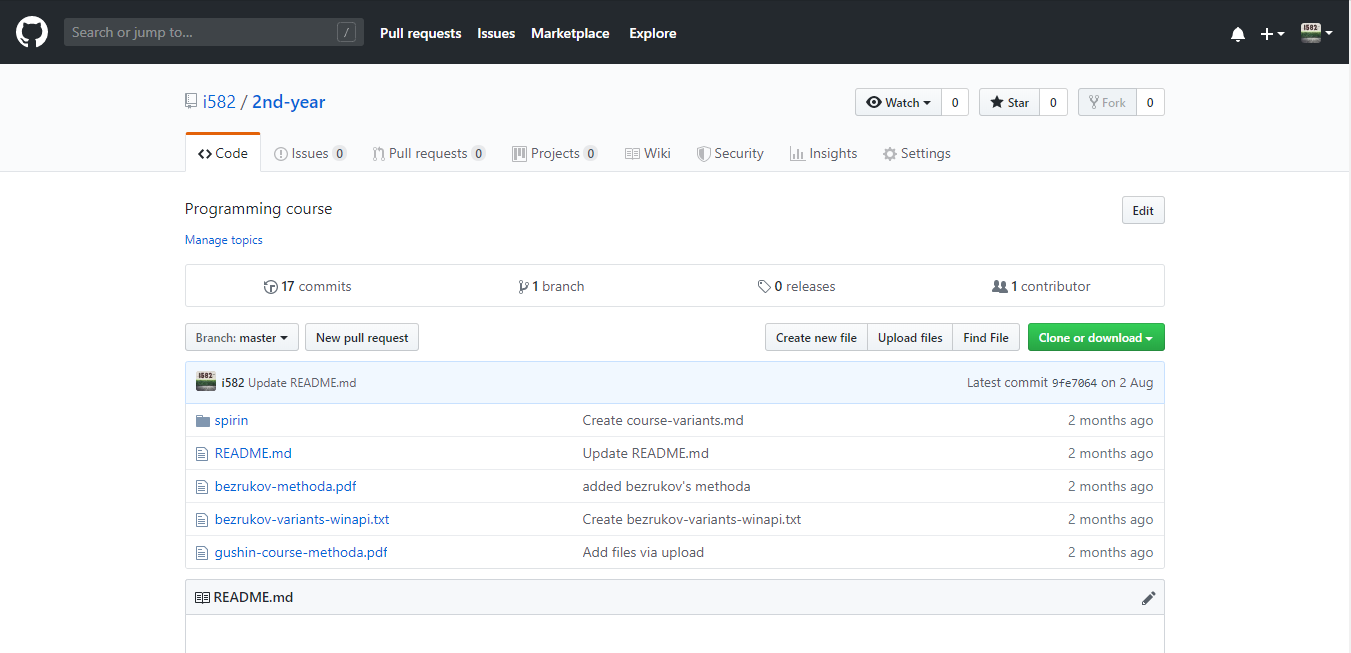 Search or jump to... / Pull requests Issues Marketplace Explore
i582 / 2nd-year Watch 0 Star 0 Fork 0
Code Issues 0 Pull requests 0 Projects 0 Wiki Security Insights Settings
Programming course Edit
Manage topics
17 commits 1 branch 0 releases 1 contributor
Branch: master New pull request Create new file Upload files Find File Clone or download
i582 Update README.md Latest commit 9fe7064 on 2 Aug
spirin Create course-variants.md 2 months ago
README.md Update README.md 2 months ago
bezrukov-methoda.pdf added bezrukov's methoda 2 months ago
bezrukov-variants-winapi.txt Create bezrukov-variants-winapi.txt 2 months ago
gushin-course-methoda.pdf Add files via upload 2 months ago
README.md